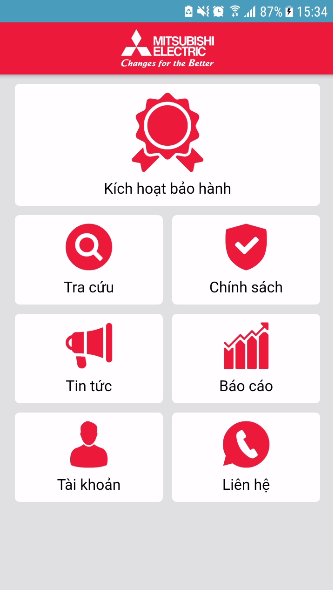 87% 15:34
MITSUBISHI
ELECTRIC
Changes for the Better
Kích hoạt bảo hành
Tra cứu
Chính sách
Tin tức
Báo cáo
Tài khoản
Liên hệ